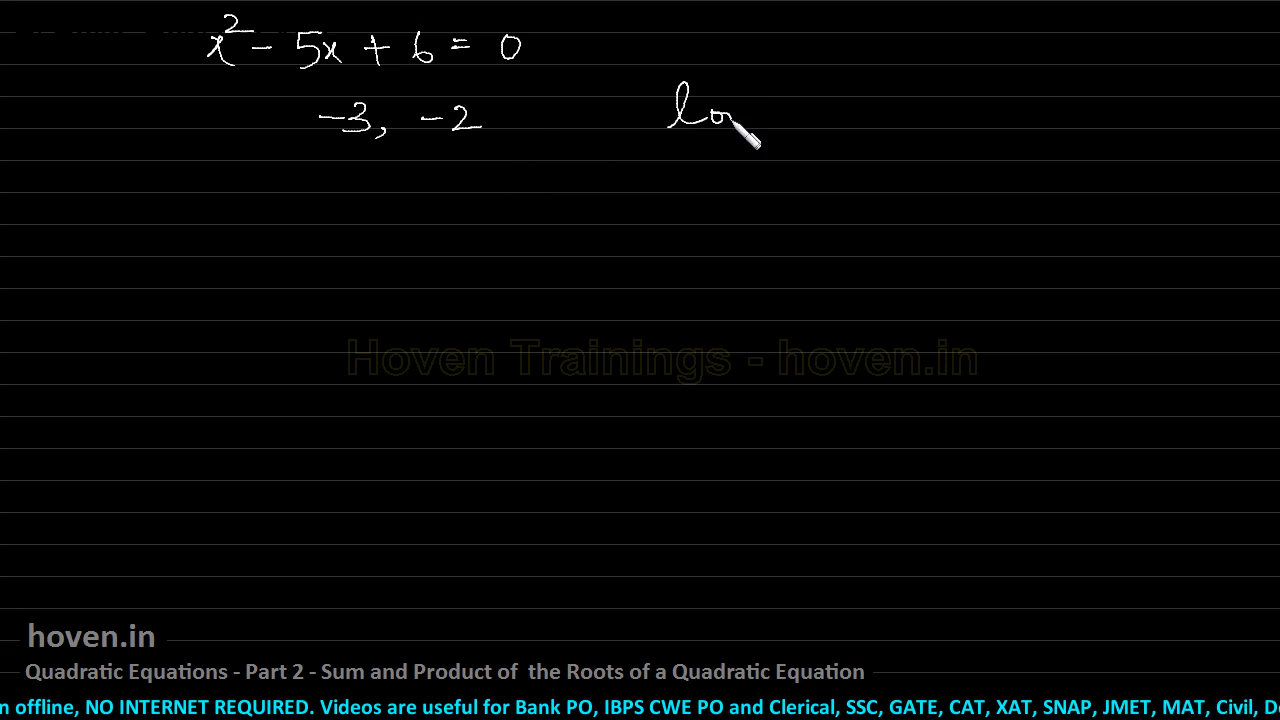 x² - 5x + 6 = 0
-3, -2
lo
Hoven Trainings - hoven.in
hoven.in
Quadratic Equations - Part 2 - Sum and Product of the Roots of a Quadratic Equation
n offline, NO INTERNET REQUIRED. Videos are useful for Bank PO, IBPS CWE PO and Clerical, SSC, GATE, CAT, XAT, SNAP, JMET, MAT, Civil, D